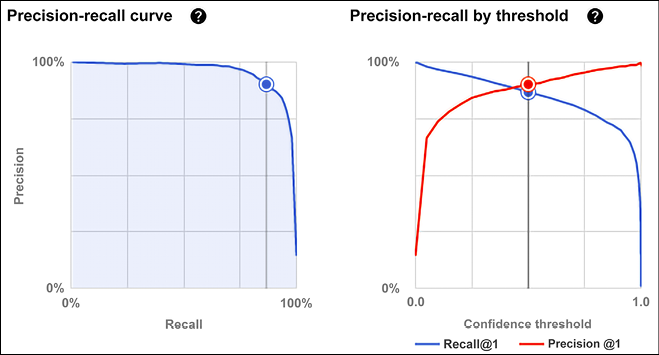 Precision-recall curve ?
Precision-recall by threshold ?
100%
Precision
0%
0%
100%
Recall
100%
0%
0.0
1.0
Confidence threshold
Recall@1
Precision @1